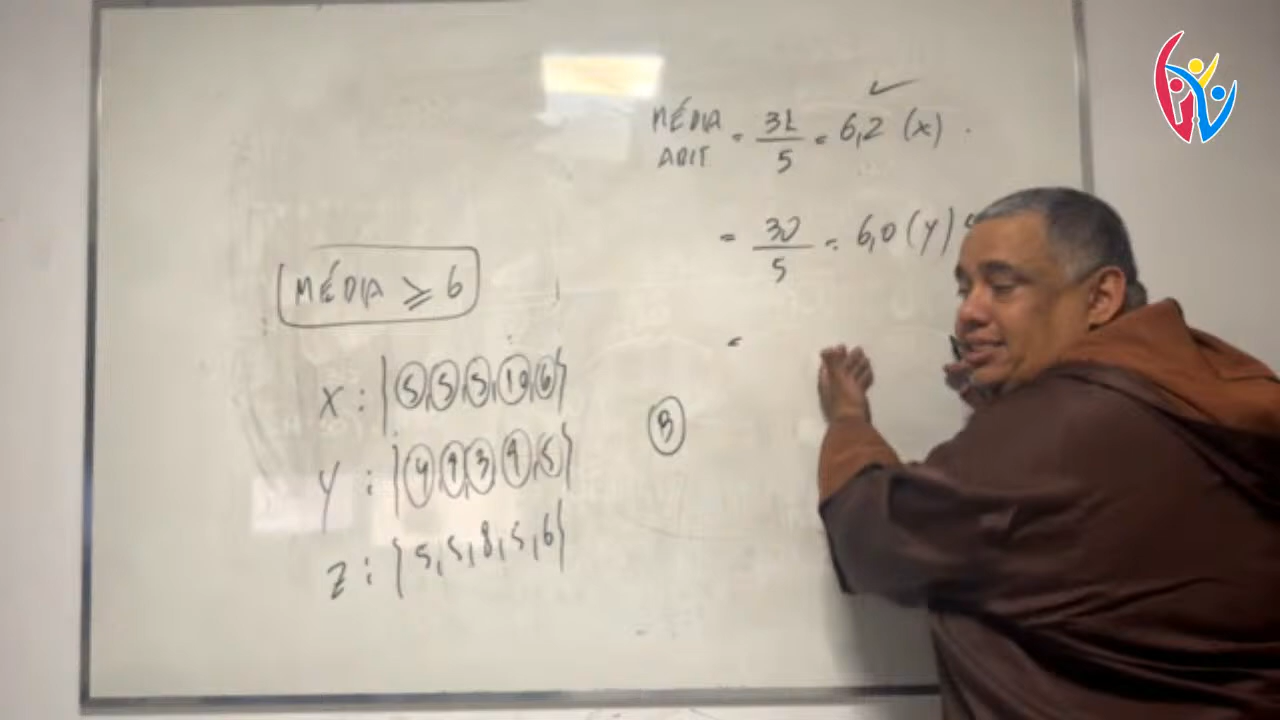 MÉDIA ARIT = 31/5 = 6,2 (x)
= 30/5 = 6,0 (y)
MÉDIA ≥ 6
=
X : {5, 5, 5, 10, 6}
Y : {4, 9, 3, 9, 5}
Z : {5, 5, 8, 5, 6}